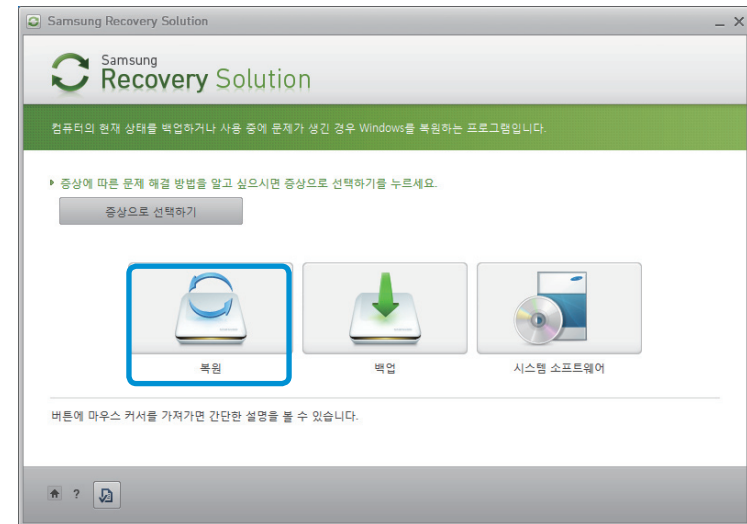 Samsung Recovery Solution
Samsung
Recovery Solution
컴퓨터의 현재 상태를 백업하거나 사용 중에 문제가 생긴 경우 Windows를 복원하는 프로그램입니다.
증상에 따른 문제 해결 방법을 알고 싶으시면 증상으로 선택하기를 누르세요.
증상으로 선택하기
복원
백업
시스템 소프트웨어
버튼에 마우스 커서를 가져가면 간단한 설명을 볼 수 있습니다.
?